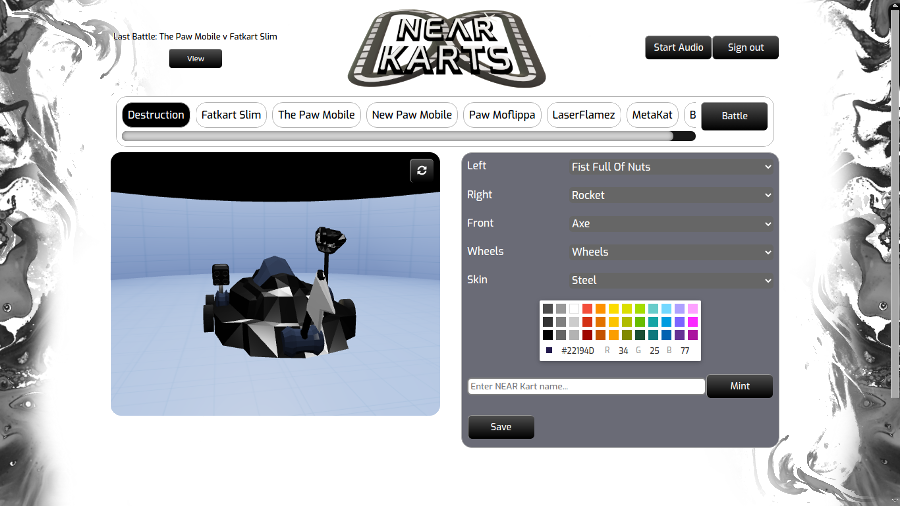 Last Battle: The Paw Mobile v Fatkart Slim
View
NEAR
KARTS
Start Audio
Sign out
Destruction
Fatkart Slim
The Paw Mobile
New Paw Mobile
Paw Moflippa
LaserFlamez
MetaKat
B
Battle
Left
Fist Full Of Nuts
Right
Rocket
Front
Axe
Wheels
Wheels
Skin
Steel
#22194D R 34 G 25 B 77
Enter NEAR Kart name...
Mint
Save